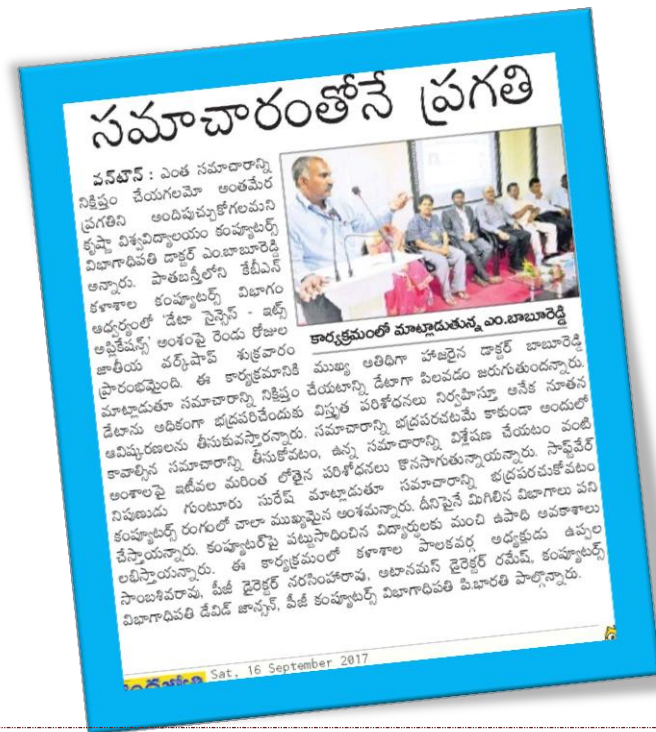 సమాచారంతోనే ప్రగతి
వన్‌టౌన్ : ఎంత సమాచారాన్ని
నిక్షిప్తం చేయగలమో అంతమేర
ప్రగతిని అందిపుచ్చుకోగలమని
కృష్ణా విశ్వవిద్యాలయం కంప్యూటర్స్
విభాగాధిపతి డాక్టర్ ఎం.బాబూరెడ్డి
అన్నారు. పాతబస్తీలోని కేబీఎన్
కళాశాల కంప్యూటర్స్ విభాగం
ఆధ్వర్యంలో 'డేటా సైన్సెస్ - ఇట్స్
అప్లికేషన్స్' అంశంపై రెండు రోజుల
జాతీయ వర్క్‌షాప్ శుక్రవారం
ప్రారంభమైంది. ఈ కార్యక్రమానికి
కార్యక్రమంలో మాట్లాడుతున్న ఎం.బాబూరెడ్డి
ముఖ్య అతిథిగా హాజరైన డాక్టర్ బాబూరెడ్డి
మాట్లాడుతూ సమాచారాన్ని నిక్షిప్తం చేయటాన్ని డేటాగా పిలవడం జరుగుతుందన్నారు.
డేటాను అధికంగా భద్రపరిచేందుకు విస్తృత పరిశోధనలు నిర్వహిస్తూ అనేక నూతన
ఆవిష్కరణలను తీసుకువస్తారన్నారు. సమాచారాన్ని భద్రపరచటమే కాకుండా అందులో
కావాల్సిన సమాచారాన్ని తీసుకోవటం, ఉన్న సమాచారాన్ని విశ్లేషణ చేయటం వంటి
అంశాలపై ఇటీవల మరింత లోతైన పరిశోధనలు కొనసాగుతున్నాయన్నారు. సాఫ్ట్‌వేర్
నిపుణుడు గుంటూరు సురేష్ మాట్లాడుతూ సమాచారాన్ని భద్రపరచుకోవటం
కంప్యూటర్స్ రంగంలో చాలా ముఖ్యమైన అంశమన్నారు. దీనిపైనే మిగిలిన విభాగాలు పని
చేస్తాయన్నారు. కంప్యూటర్‌పై పట్టుసాధించిన విద్యార్థులకు మంచి ఉపాధి అవకాశాలు
లభిస్తాయన్నారు. ఈ కార్యక్రమంలో కళాశాల పాలకవర్గ అధ్యక్షుడు ఉప్పల
సాంబశివరావు, పీజీ డైరెక్టర్ నరసింహారావు, అటానమస్ డైరెక్టర్ రమేష్, కంప్యూటర్స్
విభాగాధిపతి డేవిడ్ జాన్సన్, పీజీ కంప్యూటర్స్ విభాగాధిపతి పి.భారతి పాల్గొన్నారు.
Sat, 16 September 2017